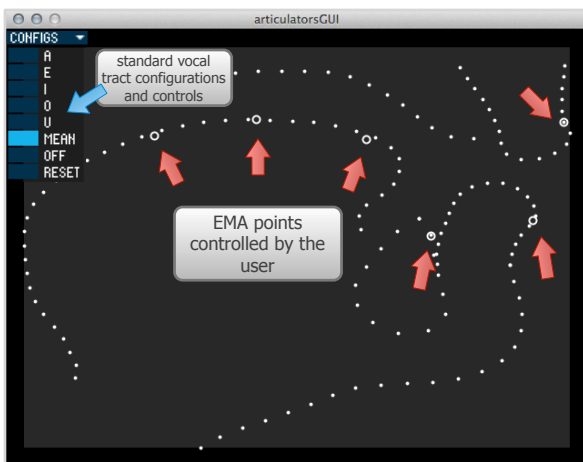 articulatorsGUI
CONFIGS
A
E
I
O
U
MEAN
OFF
RESET
standard vocal
tract configurations
and controls
EMA points
controlled by the
user